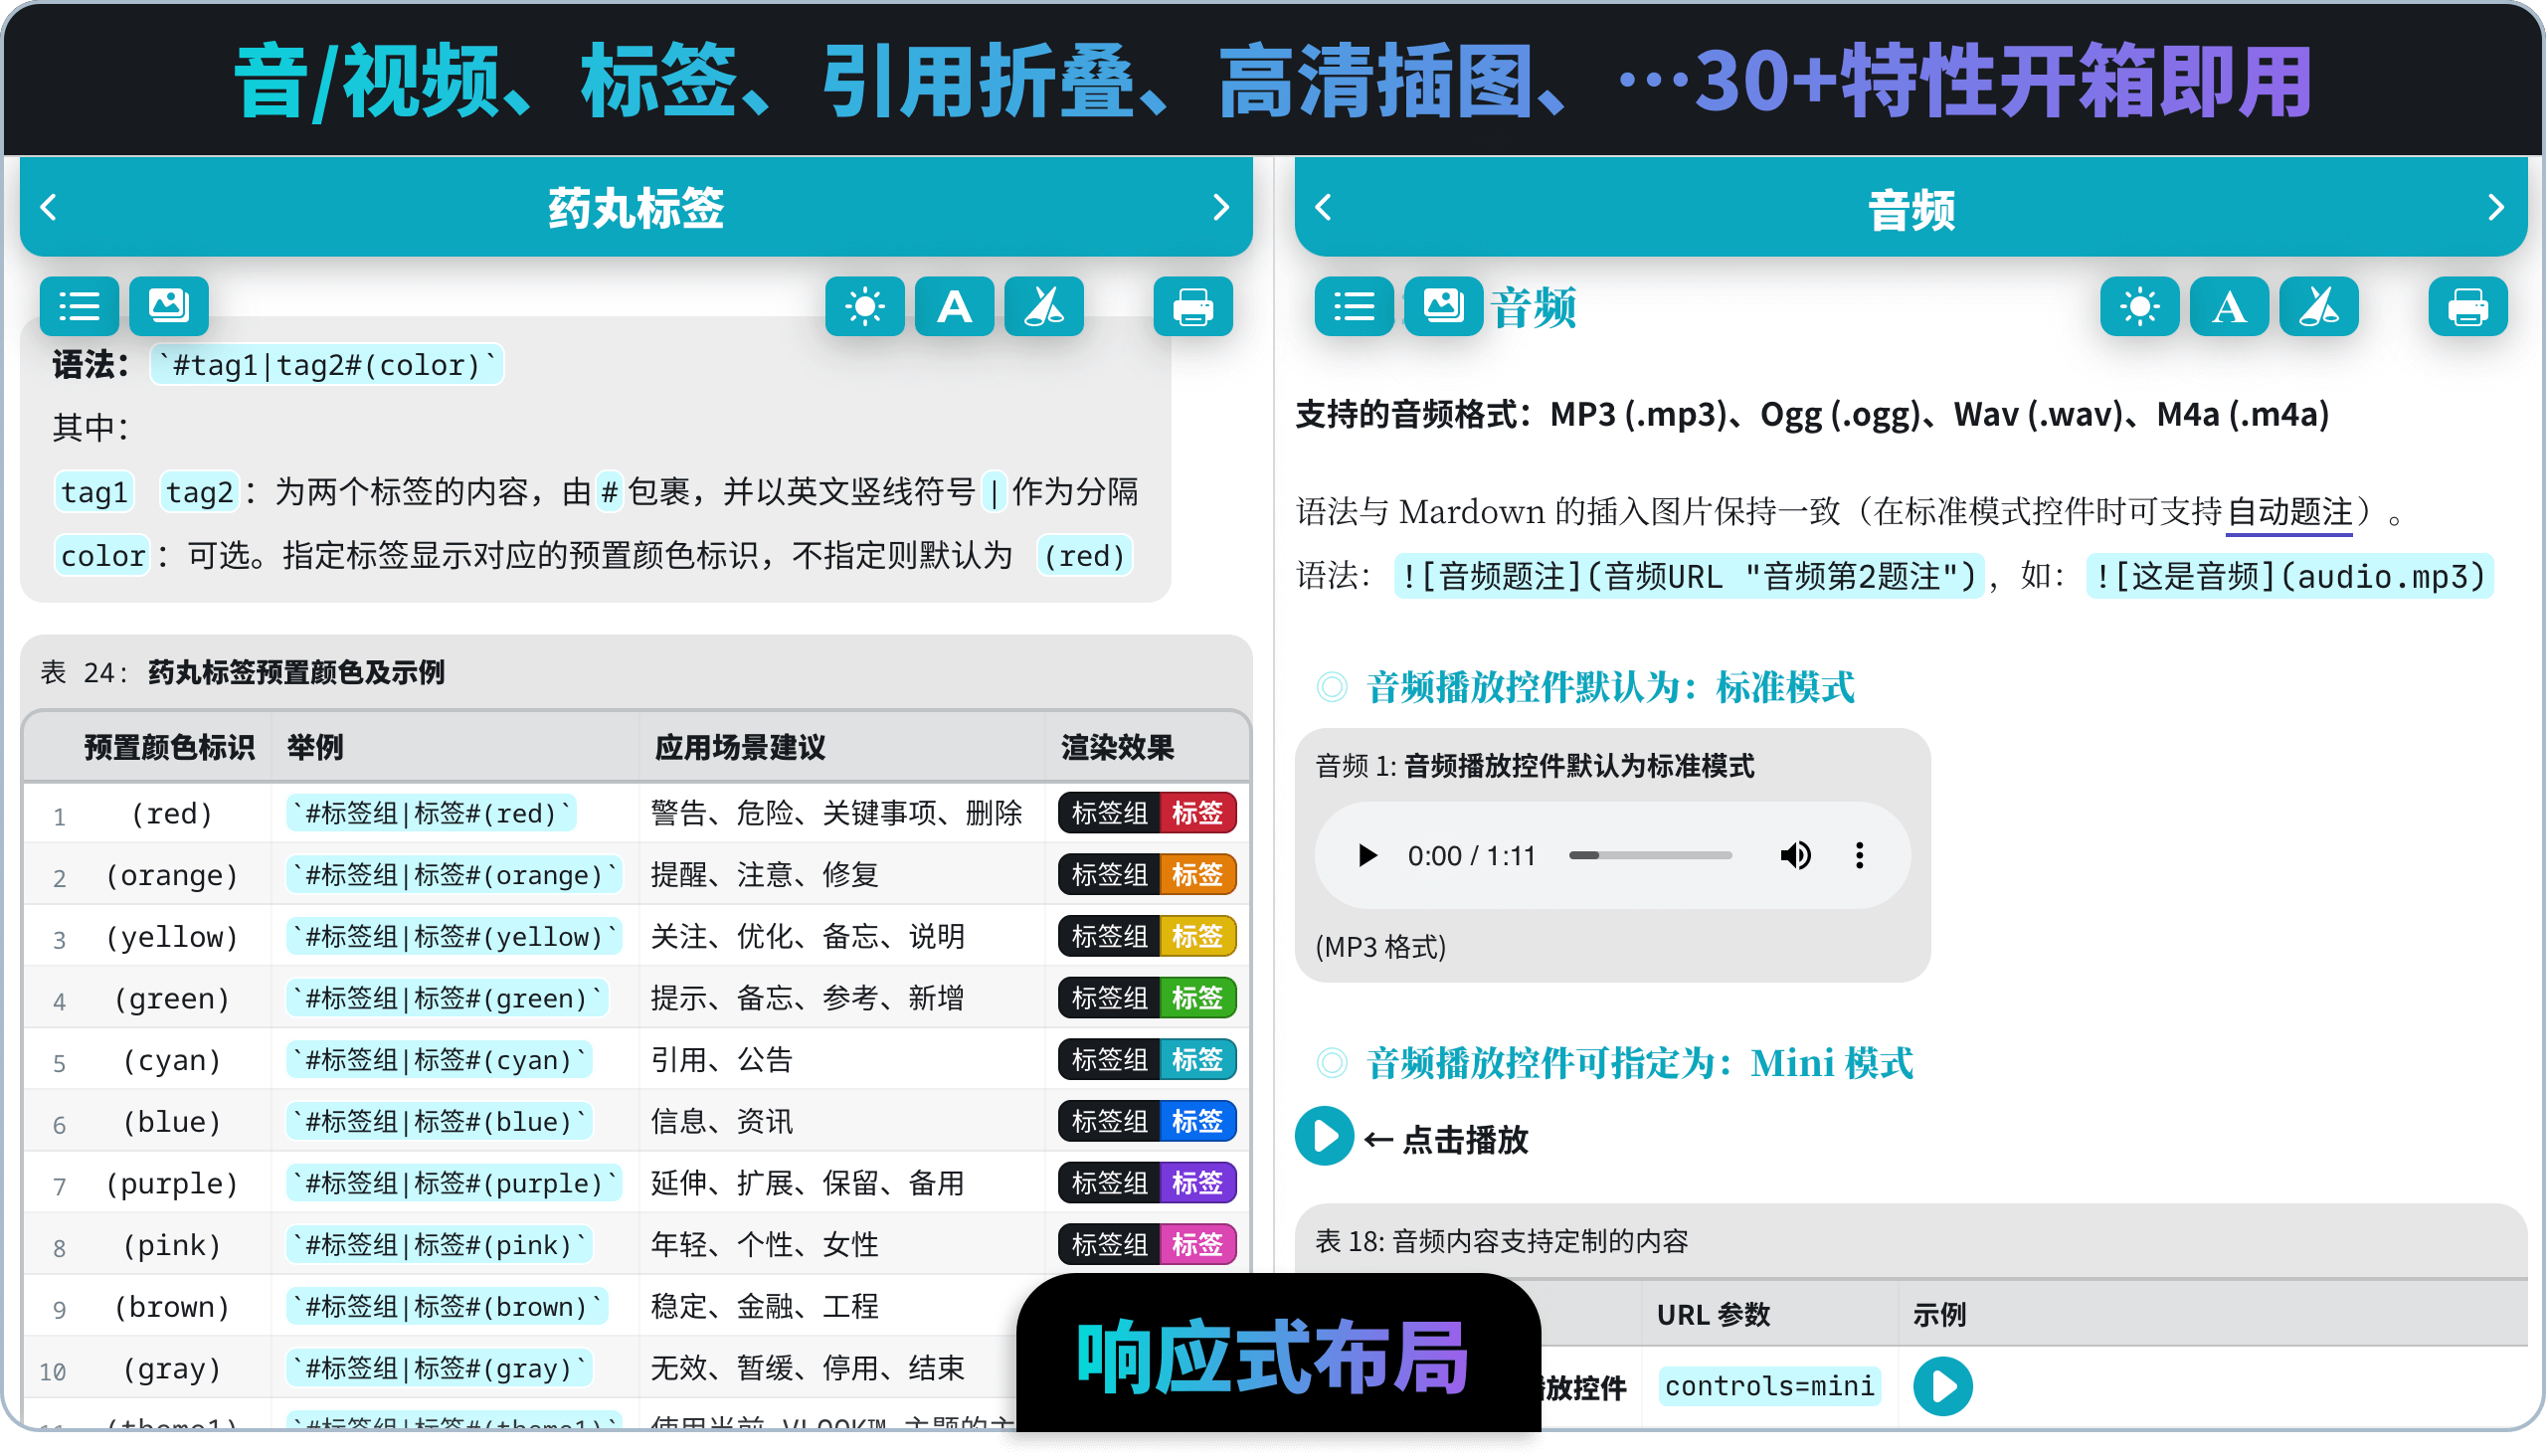 音/视频、标签、引用折叠、高清插图、…30+特性开箱即用
药丸标签
语法：`#tag1|tag2#(color)`
其中：
tag1 tag2：为两个标签的内容，由#包裹，并以英文竖线符号|作为分隔
color：可选。指定标签显示对应的预置颜色标识，不指定则默认为 (red)
表 24: 药丸标签预置颜色及示例
预置颜色标识 举例 应用场景建议 渲染效果
1 (red) `#标签组|标签#(red)` 警告、危险、关键事项、删除 标签组 标签
2 (orange) `#标签组|标签#(orange)` 提醒、注意、修复 标签组 标签
3 (yellow) `#标签组|标签#(yellow)` 关注、优化、备忘、说明 标签组 标签
4 (green) `#标签组|标签#(green)` 提示、备忘、参考、新增 标签组 标签
5 (cyan) `#标签组|标签#(cyan)` 引用、公告 标签组 标签
6 (blue) `#标签组|标签#(blue)` 信息、资讯 标签组 标签
7 (purple) `#标签组|标签#(purple)` 延伸、扩展、保留、备用 标签组 标签
8 (pink) `#标签组|标签#(pink)` 年轻、个性、女性 标签组 标签
9 (brown) `#标签组|标签#(brown)` 稳定、金融、工程
10 (gray) `#标签组|标签#(gray)` 无效、暂缓、停用、结束
音频
A 音频
支持的音频格式：MP3 (.mp3)、Ogg (.ogg)、Wav (.wav)、M4a (.m4a)
语法与 Mardown 的插入图片保持一致（在标准模式控件时可支持自动题注）。
语法：![音频题注](音频URL "音频第2题注")，如：![这是音频](audio.mp3)
◎ 音频播放控件默认为：标准模式
音频 1: 音频播放控件默认为标准模式
0:00 / 1:11
(MP3 格式)
◎ 音频播放控件可指定为：Mini 模式
← 点击播放
表 18: 音频内容支持定制的内容
URL 参数 示例
放控件 controls=mini
响应式布局